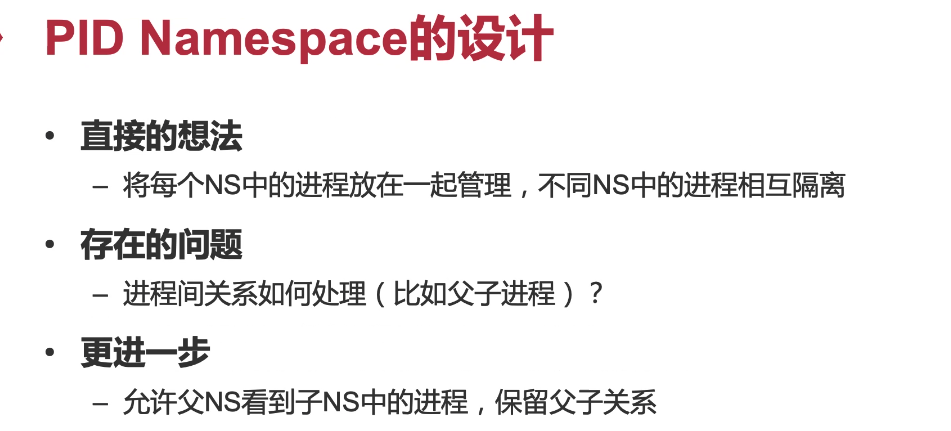 PID Namespace的设计
• 直接的想法
– 将每个NS中的进程放在一起管理，不同NS中的进程相互隔离
• 存在的问题
– 进程间关系如何处理（比如父子进程）？
• 更进一步
– 允许父NS看到子NS中的进程，保留父子关系